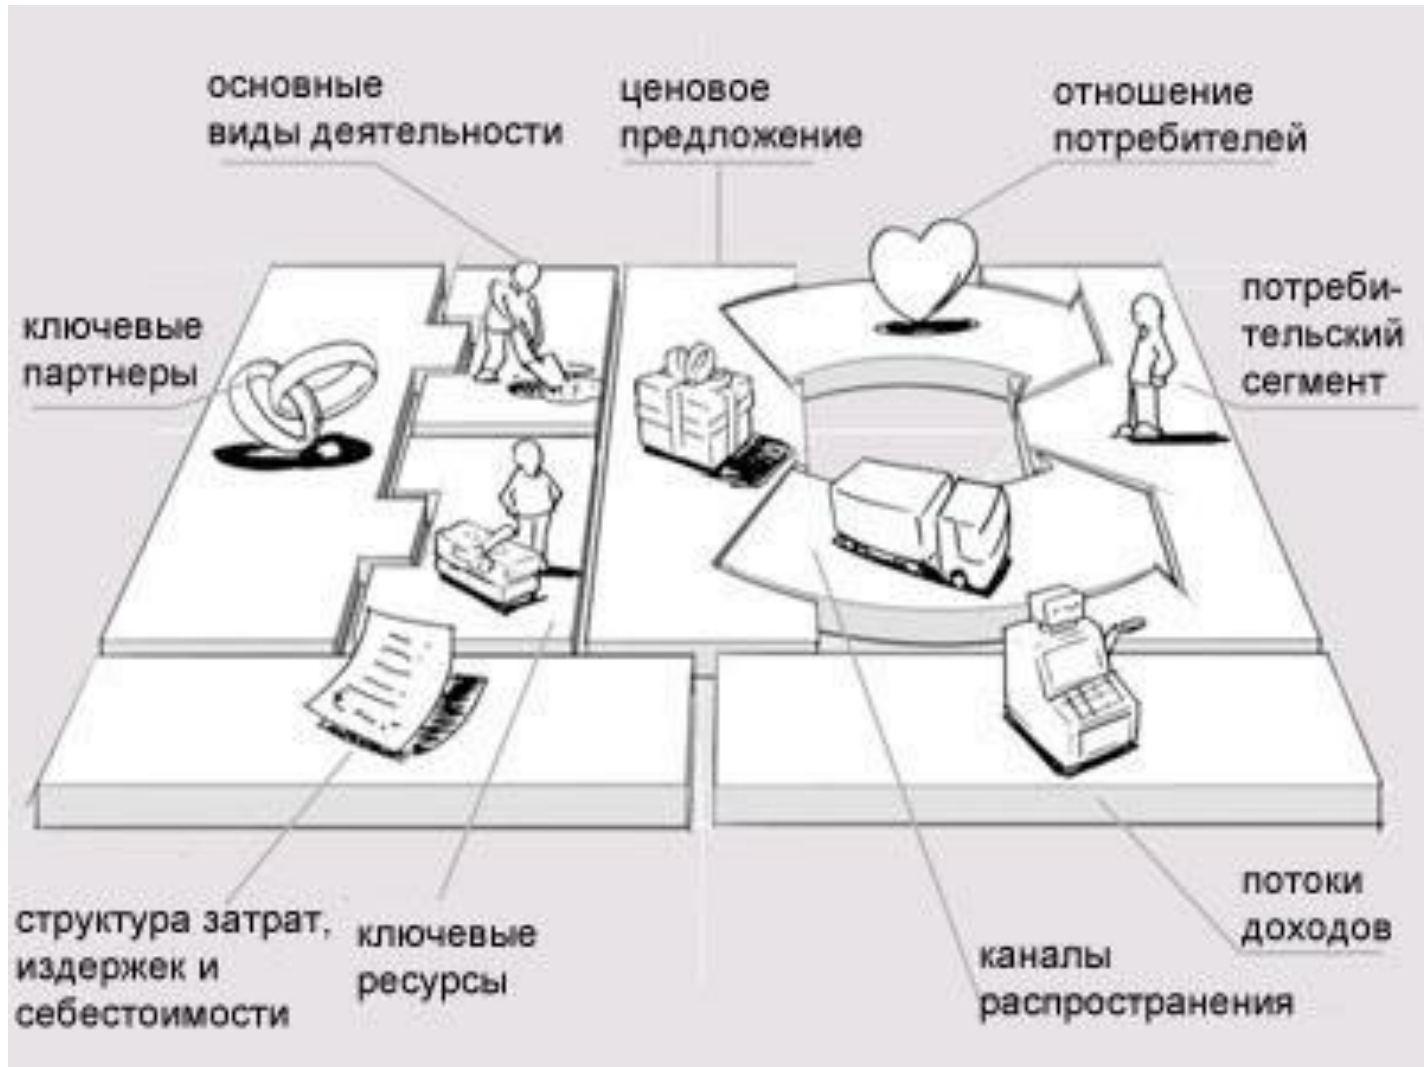 основные
виды деятельности
ценовое
предложение
отношение
потребителей
ключевые
партнеры
потреби-
тельский
сегмент
структура затрат,
издержек и
себестоимости
ключевые
ресурсы
каналы
распространения
потоки
доходов